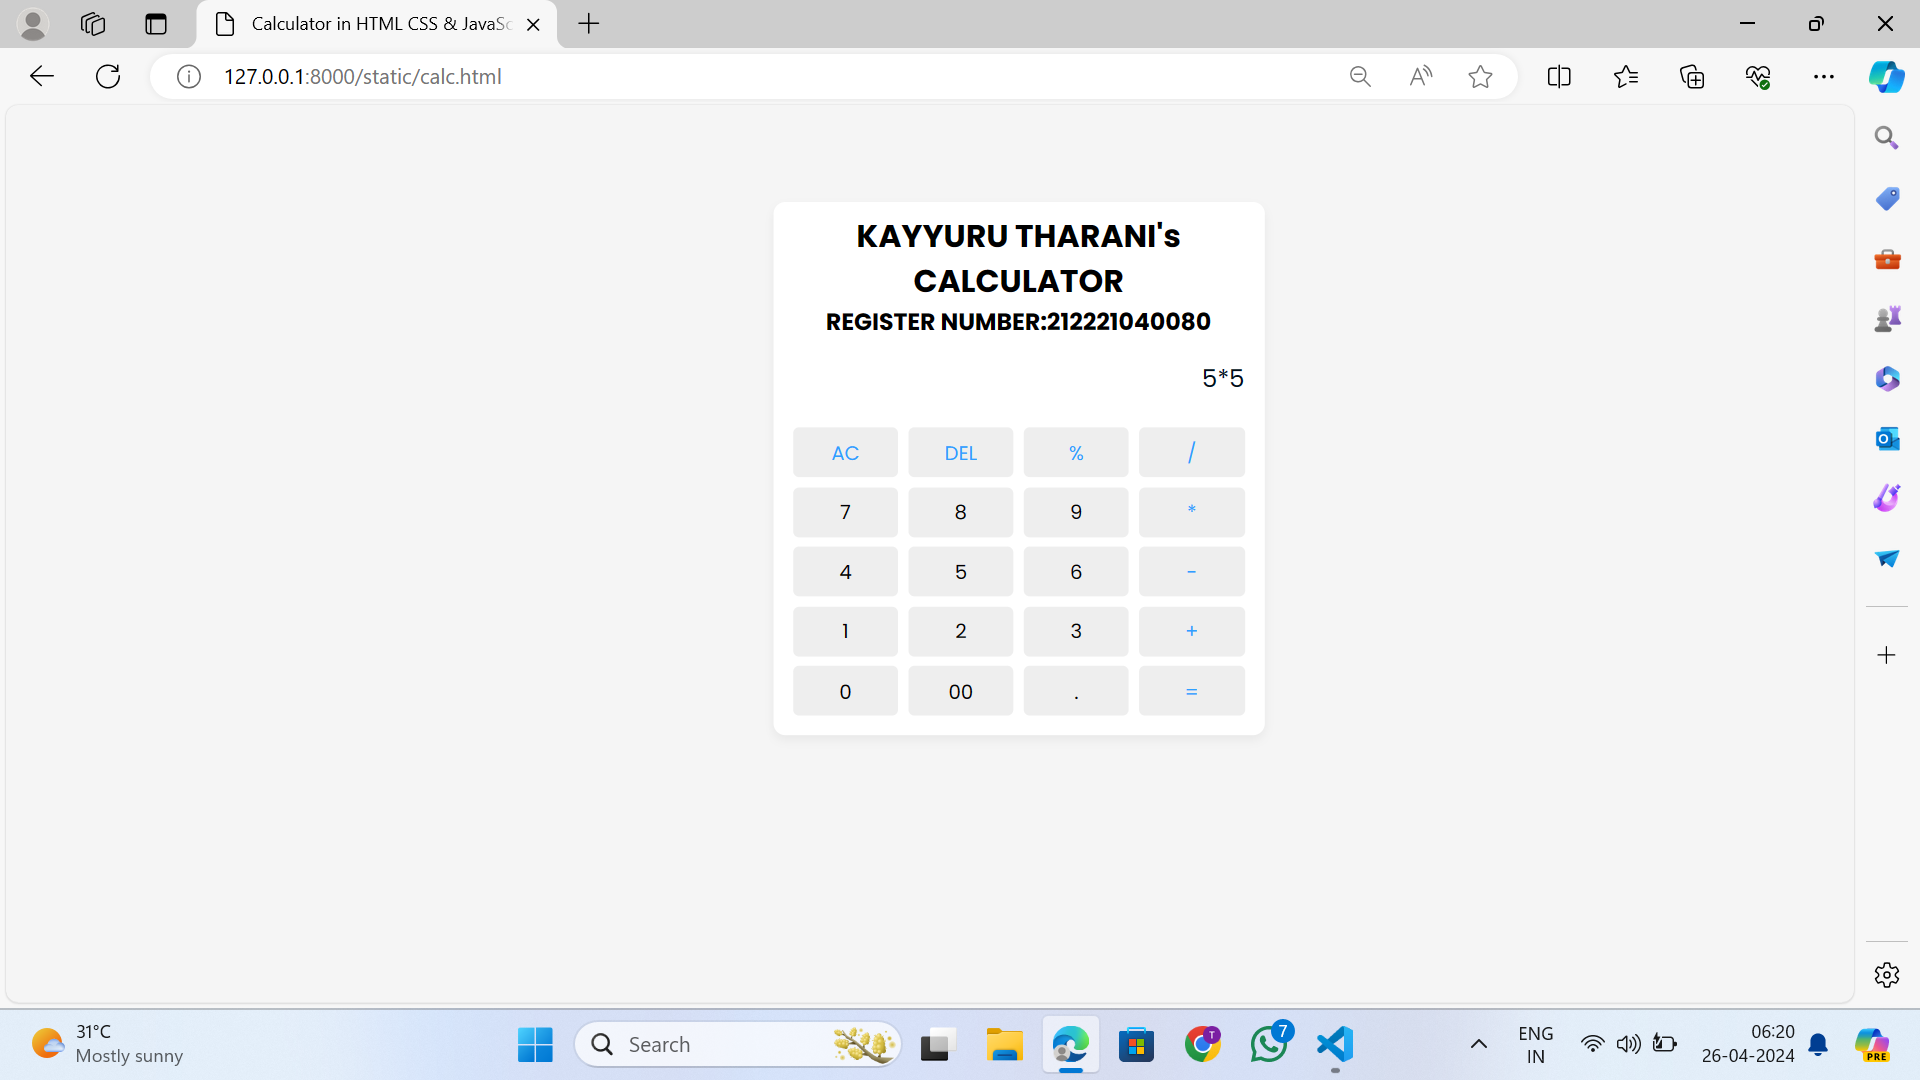 Calculator in HTML CSS & JavaSc
127.0.0.1:8000/static/calc.html
KAYYURU THARANI's
CALCULATOR
REGISTER NUMBER:212221040080
5*5
AC DEL % /
7 8 9 *
4 5 6 -
1 2 3 +
0 00 . =
31°C
Mostly sunny
Search
T
7
ENG
IN
06:20
26-04-2024
PRE